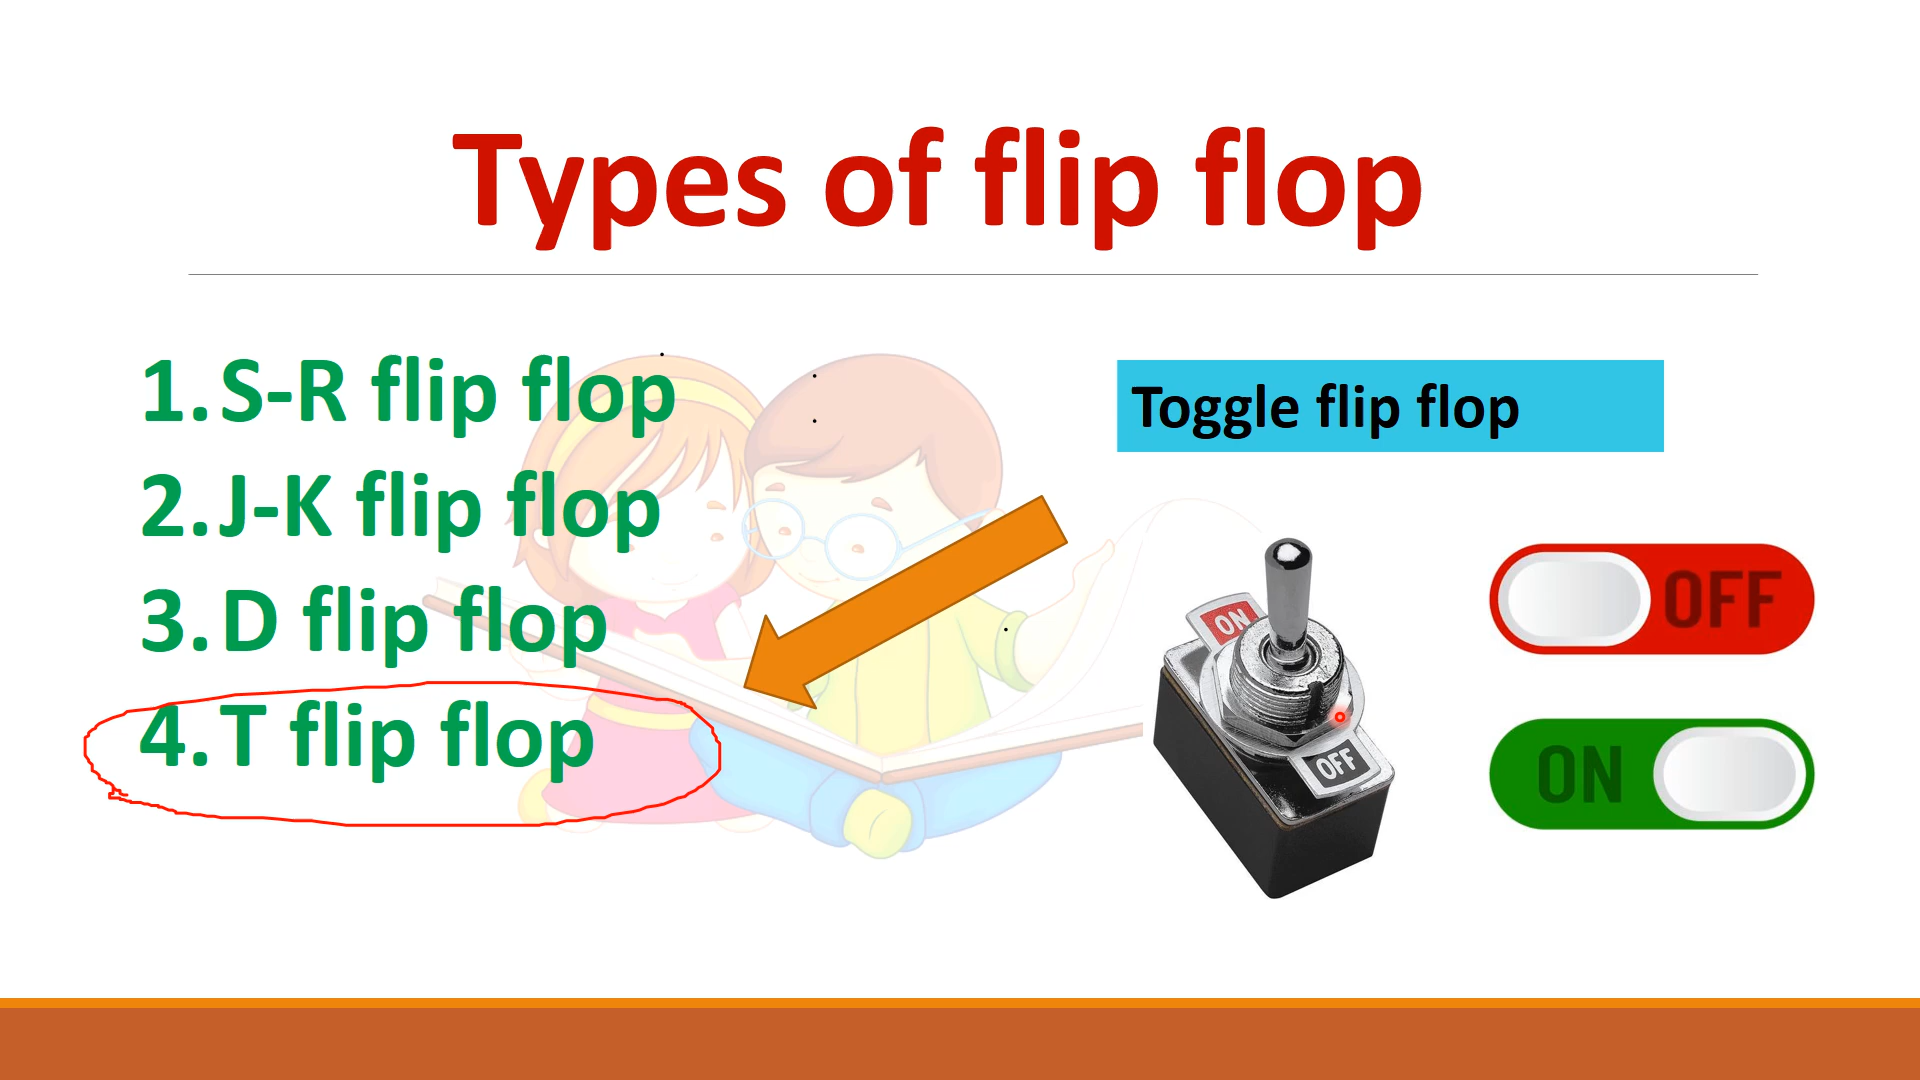 Types of flip flop
1. S-R flip flop
2. J-K flip flop
3. D flip flop
4. T flip flop
Toggle flip flop
ON
OFF
OFF
ON